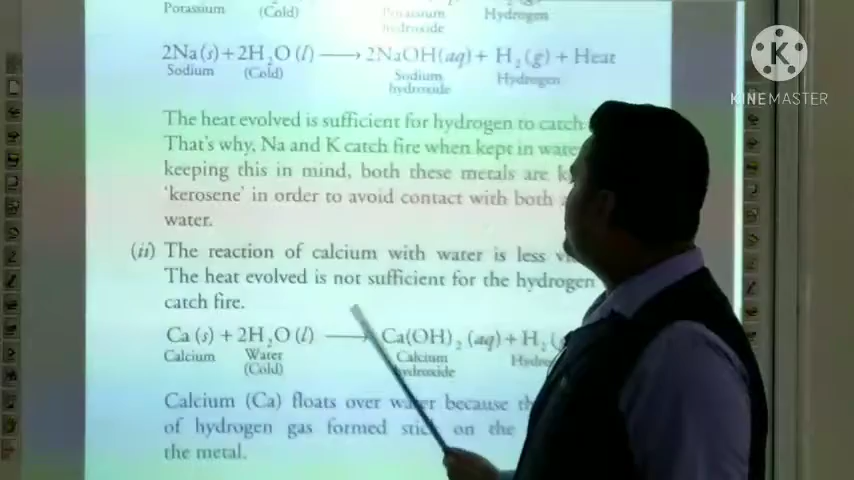 Potassium (Cold) Potassium Hydrogen
hydroxide
2Na(s)+2H₂O(l) ⟶ 2NaOH(aq)+ H₂(g) + Heat
Sodium (Cold) Sodium Hydrogen
hydroxide
The heat evolved is sufficient for hydrogen to catch
That's why, Na and K catch fire when kept in
keeping this in mind, both these metals are
'kerosene' in order to avoid contact with both
water.
(ii) The reaction of calcium with water is less
The heat evolved is not sufficient for the hydrogen
catch fire.
Ca(s) + 2H₂O(l) ⟶ Ca(OH)₂(aq) + H₂
Calcium Water Calcium
(Cold) hydroxide
Calcium (Ca) floats over water because
of hydrogen gas formed on the
the metal.
K
KINEMASTER